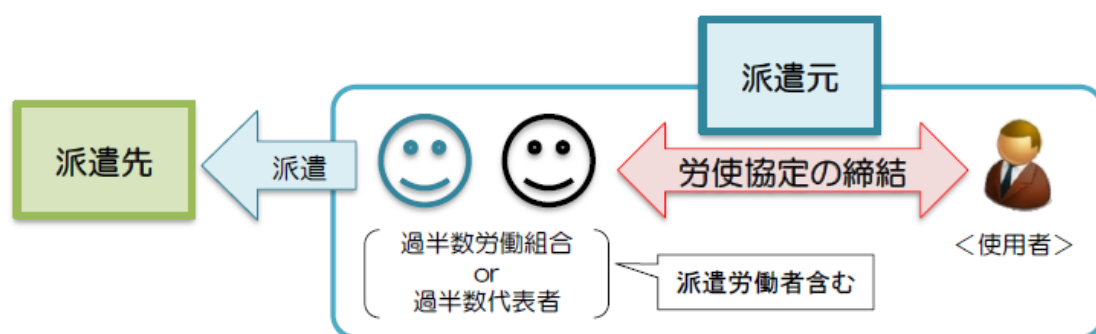 派遣元
派遣先
派遣
労使協定の締結
過半数労働組合
or
過半数代表者
派遣労働者含む
＜使用者＞